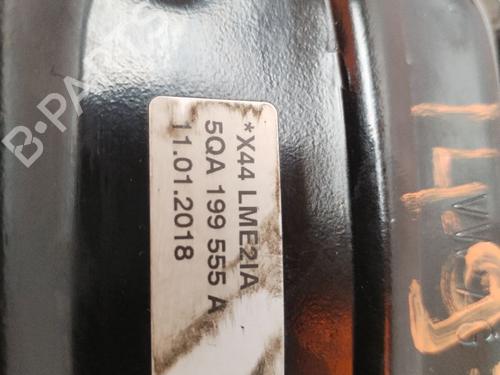 *X44 LME2IA
5QA 199 555 A
11.01.2018
B-PARTS